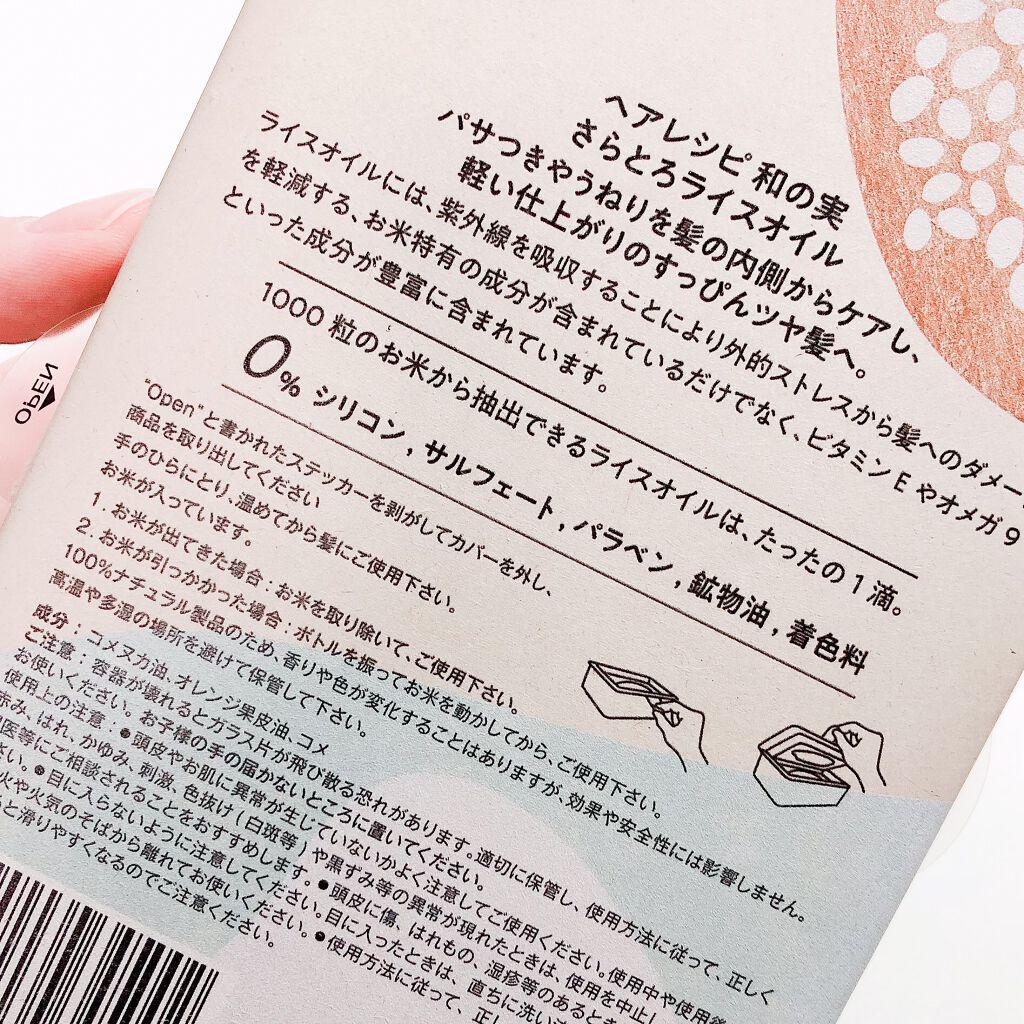 ヘアレシピ 和の実
さらとろライスオイル
パサつきやうねりを髪の内側からケアし、
軽い仕上がりのすっぴんツヤ髪へ。
ライスオイルには、紫外線を吸収することにより外的ストレスから髪へのダメー
を軽減する、お米特有の成分が含まれているだけでなく、ビタミンEやオメガ9
といった成分が豊富に含まれています。
1000 粒のお米から抽出できるライスオイルは、たったの1滴。
0% シリコン, サルフェート, パラベン, 鉱物油, 着色料
"Open"と書かれたステッカーを剥がしてカバーを外し、
商品を取り出してください
手のひらにとり、温めてから髪にご使用下さい。
お米が入っています。
1. お米が出てきた場合:お米を取り除いて、ご使用下さい。
2. お米が引っかかった場合:ボトルを振ってお米を動かしてから、ご使用下さい。
100%ナチュラル製品のため、香りや色が変化することはありますが、効果や安全性には影響しません。
高温や多湿の場所を避けて保管して下さい。
成分:コメヌカ油、オレンジ果皮油、コメ
ご注意:容器が壊れるとガラス片が飛び散る恐れがあります。適切に保管し、使用方法に従って、正しく
お使いください。お子様の手の届かないところに置いてください。
使用上の注意:●頭皮やお肌に異常が生じていないかよく注意してご使用ください。使用中や使用後
赤み、はれ、かゆみ、刺激、色抜け(白斑等)や黒ずみ等の異常が現れたときは、使用を中止し
医等にご相談されることをおすすめします。●頭皮に傷、はれもの、湿疹等のあるとき
さい。●目に入らないように注意してください。目に入ったときは、直ちに洗い
火や火気のそばから離れてお使いください。●使用方法に従って、正し
と滑りやすくなるのでご注意ください。
OPEN